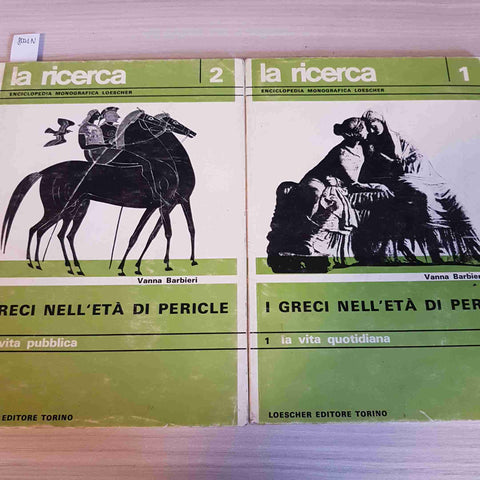 la ricerca 2
ENCICLOPEDIA MONOGRAFICA LOESCHER
Vanna Barbieri
GRECI NELL'ETÀ DI PERICLE
vita pubblica
EDITORE TORINO
la ricerca 1
ENCICLOPEDIA MONOGRAFICA LOESCHER
Vanna Barbier
I GRECI NELL'ETÀ DI PER
1 la vita quotidiana
LOESCHER EDITORE TORINO